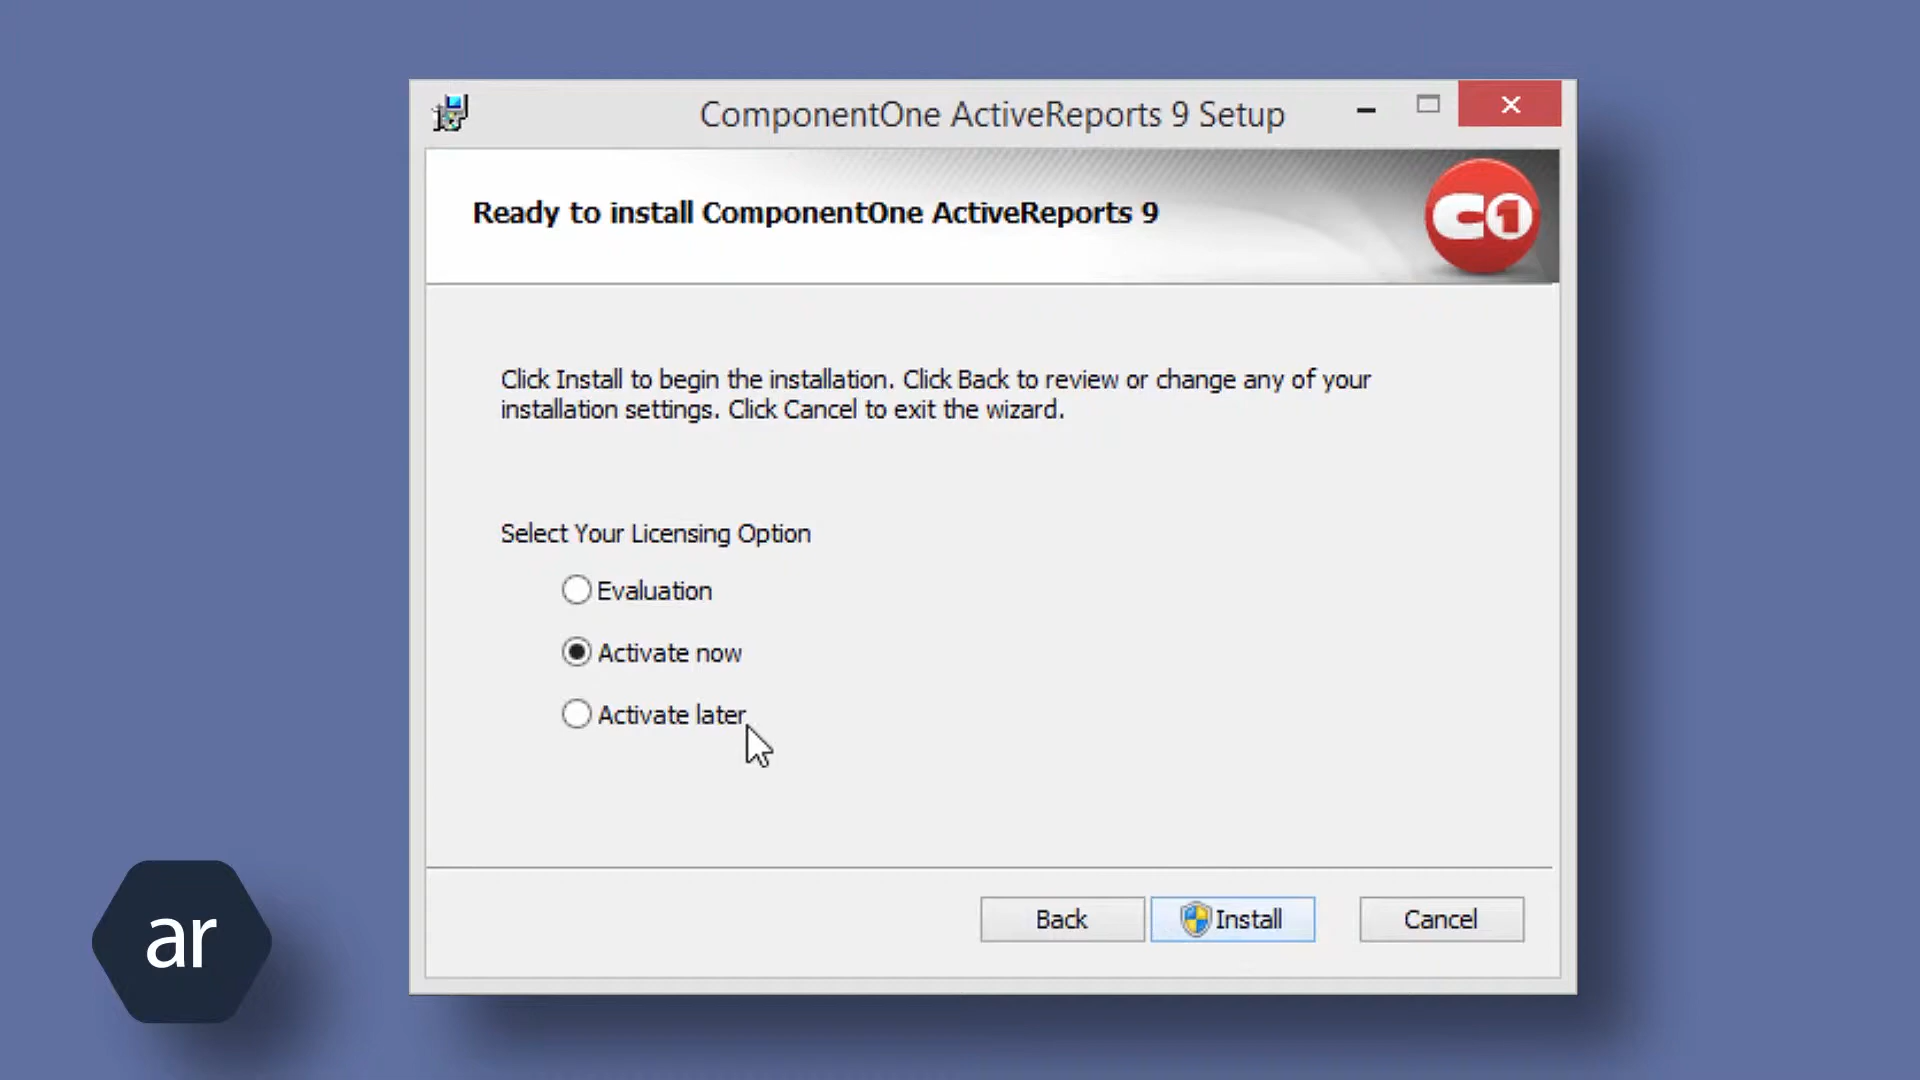 ComponentOne ActiveReports 9 Setup
Ready to install ComponentOne ActiveReports 9
C1
Click Install to begin the installation. Click Back to review or change any of your
installation settings. Click Cancel to exit the wizard.
Select Your Licensing Option
Evaluation
Activate now
Activate later
Back
Install
Cancel
ar